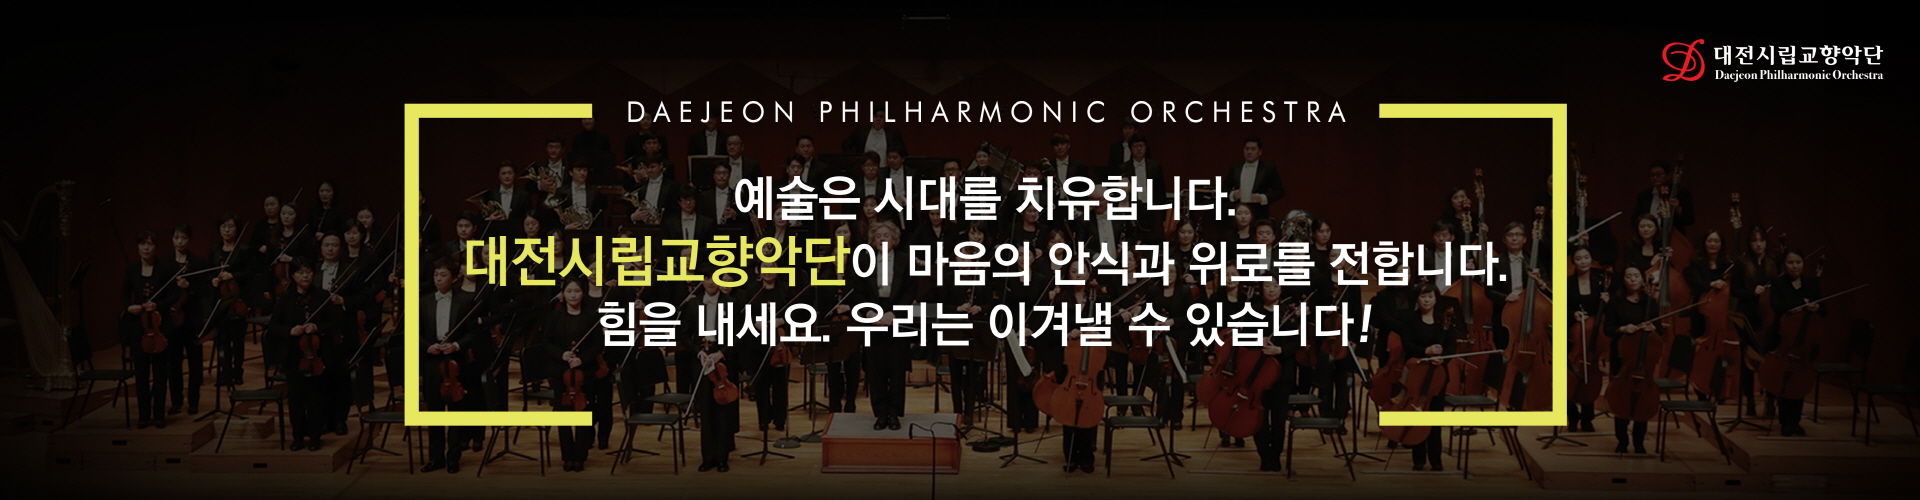 대전시립교향악단
Daejeon Philharmonic Orchestra
DAEJEON PHILHARMONIC ORCHESTRA
예술은 시대를 치유합니다.
대전시립교향악단이 마음의 안식과 위로를 전합니다.
힘을 내세요. 우리는 이겨낼 수 있습니다!